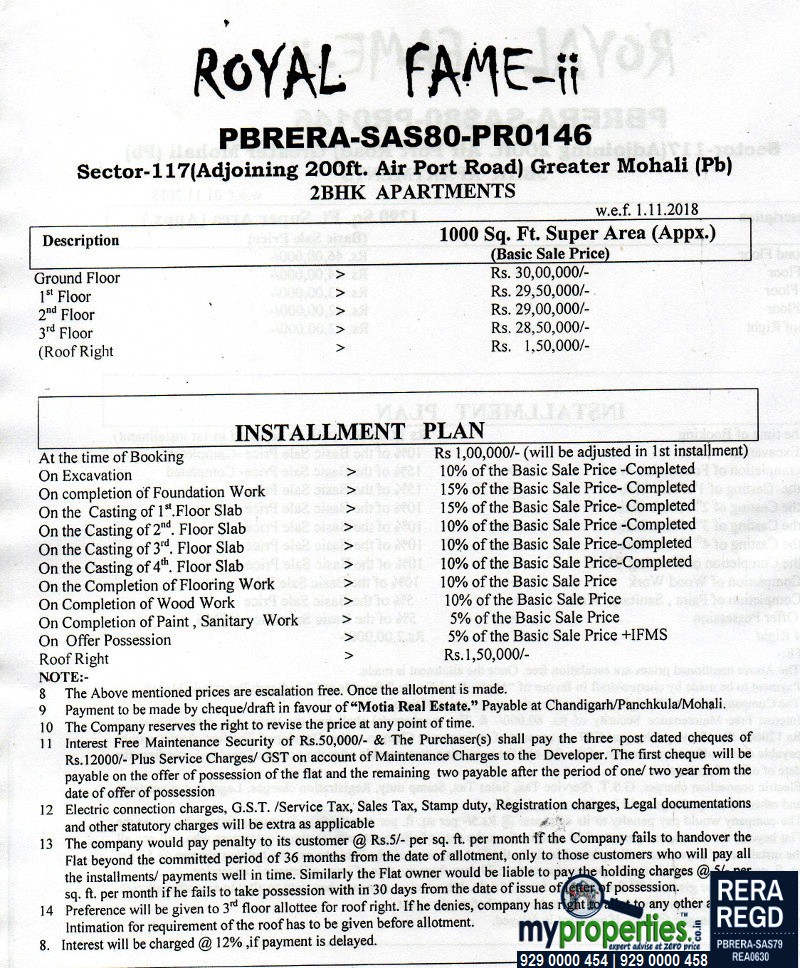 ROYAL FAME-ii
PBRERA-SAS80-PR0146
Sector-117(Adjoining 200ft. Air Port Road) Greater Mohali (Pb)
2BHK APARTMENTS
w.e.f. 1.11.2018
Description 1000 Sq. Ft. Super Area (Appx.)
(Basic Sale Price)
Ground Floor > Rs. 30,00,000/-
1st Floor > Rs. 29,50,000/-
2nd Floor > Rs. 29,00,000/-
3rd Floor > Rs. 28,50,000/-
(Roof Right > Rs. 1,50,000/-
INSTALLMENT PLAN
At the time of Booking Rs 1,00,000/- (will be adjusted in 1st installment)
On Excavation > 10% of the Basic Sale Price -Completed
On completion of Foundation Work > 15% of the Basic Sale Price- Completed
On the Casting of 1st.Floor Slab > 15% of the Basic Sale Price -Completed
On the Casting of 2nd. Floor Slab > 10% of the Basic Sale Price -Completed
On the Casting of 3rd. Floor Slab > 10% of the Basic Sale Price-Completed
On the Casting of 4th. Floor Slab > 10% of the Basic Sale Price-Completed
On the Completion of Flooring Work > 10% of the Basic Sale Price
On Completion of Wood Work > 10% of the Basic Sale Price
On Completion of Paint , Sanitary Work > 5% of the Basic Sale Price
On Offer Possession > 5% of the Basic Sale Price +IFMS
Roof Right > Rs.1,50,000/-
NOTE:-
8 The Above mentioned prices are escalation free. Once the allotment is made.
9 Payment to be made by cheque/draft in favour of "Motia Real Estate." Payable at Chandigarh/Panchkula/Mohali.
10 The Company reserves the right to revise the price at any point of time.
11 Interest Free Maintenance Security of Rs.50,000/- & The Purchaser(s) shall pay the three post dated cheques of
Rs.12000/- Plus Service Charges/ GST on account of Maintenance Charges to the Developer. The first cheque will be
payable on the offer of possession of the flat and the remaining two payable after the period of one/ two year from the
date of offer of possession
12 Electric connection charges, G.S.T. /Service Tax, Sales Tax, Stamp duty, Registration charges, Legal documentations
and other statutory charges will be extra as applicable
13 The company would pay penalty to its customer @ Rs.5/- per sq. ft. per month if the Company fails to handover the
Flat beyond the committed period of 36 months from the date of allotment, only to those customers who will pay all
the installments/ payments well in time. Similarly the Flat owner would be liable to pay the holding charges @ 5/- per
sq. ft. per month if he fails to take possession with in 30 days from the date of issue of letter of possession.
14 Preference will be given to 3rd floor allottee for roof right. If he denies, company has right to allot to any other
Intimation for requirement of the roof has to be given before allotment.
8. Interest will be charged @ 12% ,if payment is delayed.
myproperties.co.in™
expert advise at zero price
929 0000 454 | 929 0000 458
RERA
REGD
PBRERA-SAS79
REA0630